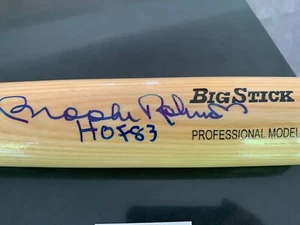 Brooks Robinson
HOF 83
BIG STICK
PROFESSIONAL MODEL